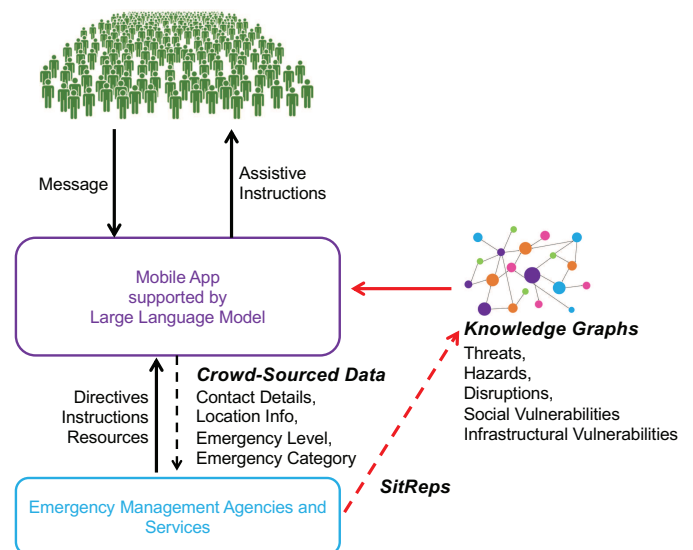 Message
Assistive
Instructions
Mobile App
supported by
Large Language Model
Knowledge Graphs
Threats,
Hazards,
Disruptions,
Social Vulnerabilities
Infrastructural Vulnerabilities
Directives
Instructions
Resources
Crowd-Sourced Data
Contact Details,
Location Info,
Emergency Level,
Emergency Category
SitReps
Emergency Management Agencies and
Services